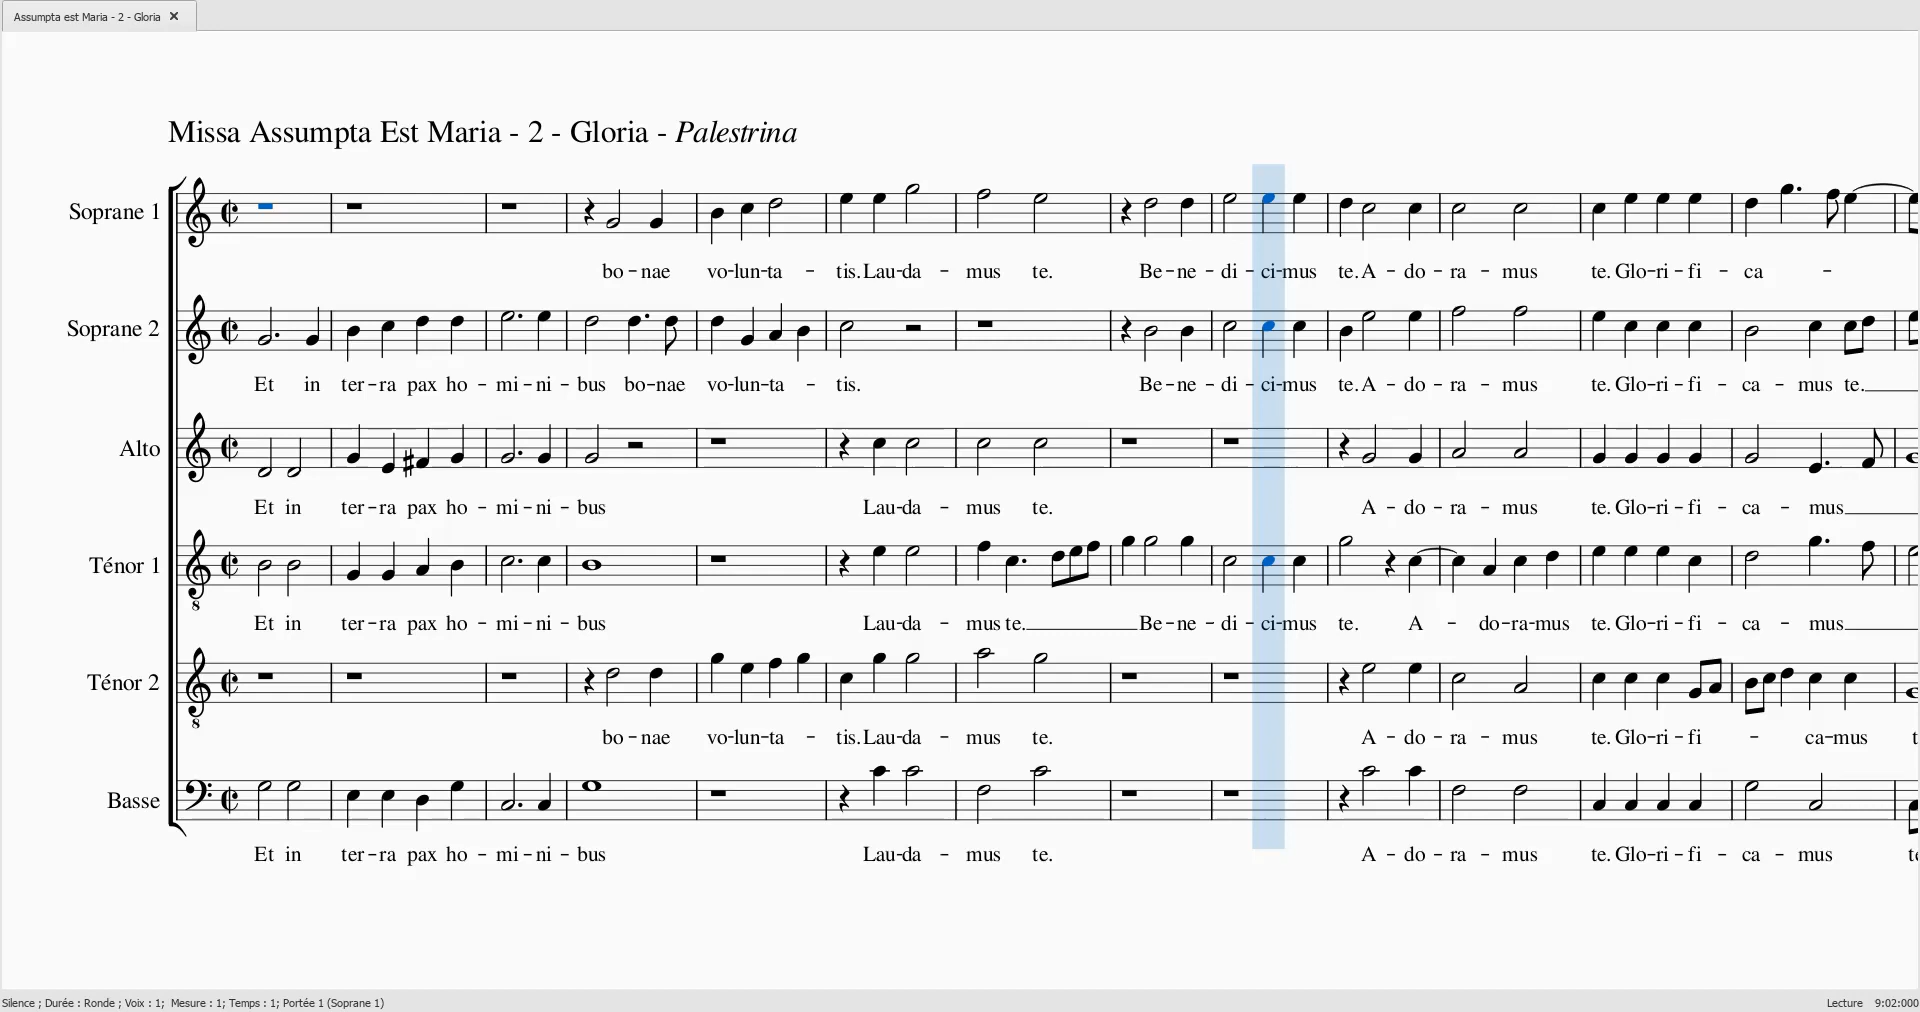 Assumpta est Maria - 2 - Gloria
Missa Assumpta Est Maria - 2 - Gloria - Palestrina
Soprane 1
bo - nae vo-lun-ta - tis. Lau-da - mus te. Be-ne - di - ci-mus te. A - do - ra - mus te. Glo-ri - fi - ca -
Soprane 2
Et in ter-ra pax ho - mi - ni - bus bo-nae vo-lun-ta - tis. Be-ne - di - ci-mus te. A - do - ra - mus te. Glo-ri - fi - ca - mus te.
Alto
Et in ter-ra pax ho - mi - ni - bus Lau-da - mus te. A - do - ra - mus te. Glo-ri - fi - ca - mus
Ténor 1
8
Et in ter-ra pax ho - mi - ni - bus Lau-da - mus te. Be-ne - di - ci-mus te. A - do-ra-mus te. Glo-ri - fi - ca - mus
Ténor 2
8
bo - nae vo-lun-ta - tis. Lau-da - mus te. A - do - ra - mus te. Glo-ri - fi - ca-mus
Basse
Et in ter-ra pax ho - mi - ni - bus Lau-da - mus te. A - do - ra - mus te. Glo-ri - fi - ca - mus
Silence ; Durée : Ronde ; Voix : 1; Mesure : 1; Temps : 1; Portée 1 (Soprane 1)
Lecture 9:02:000